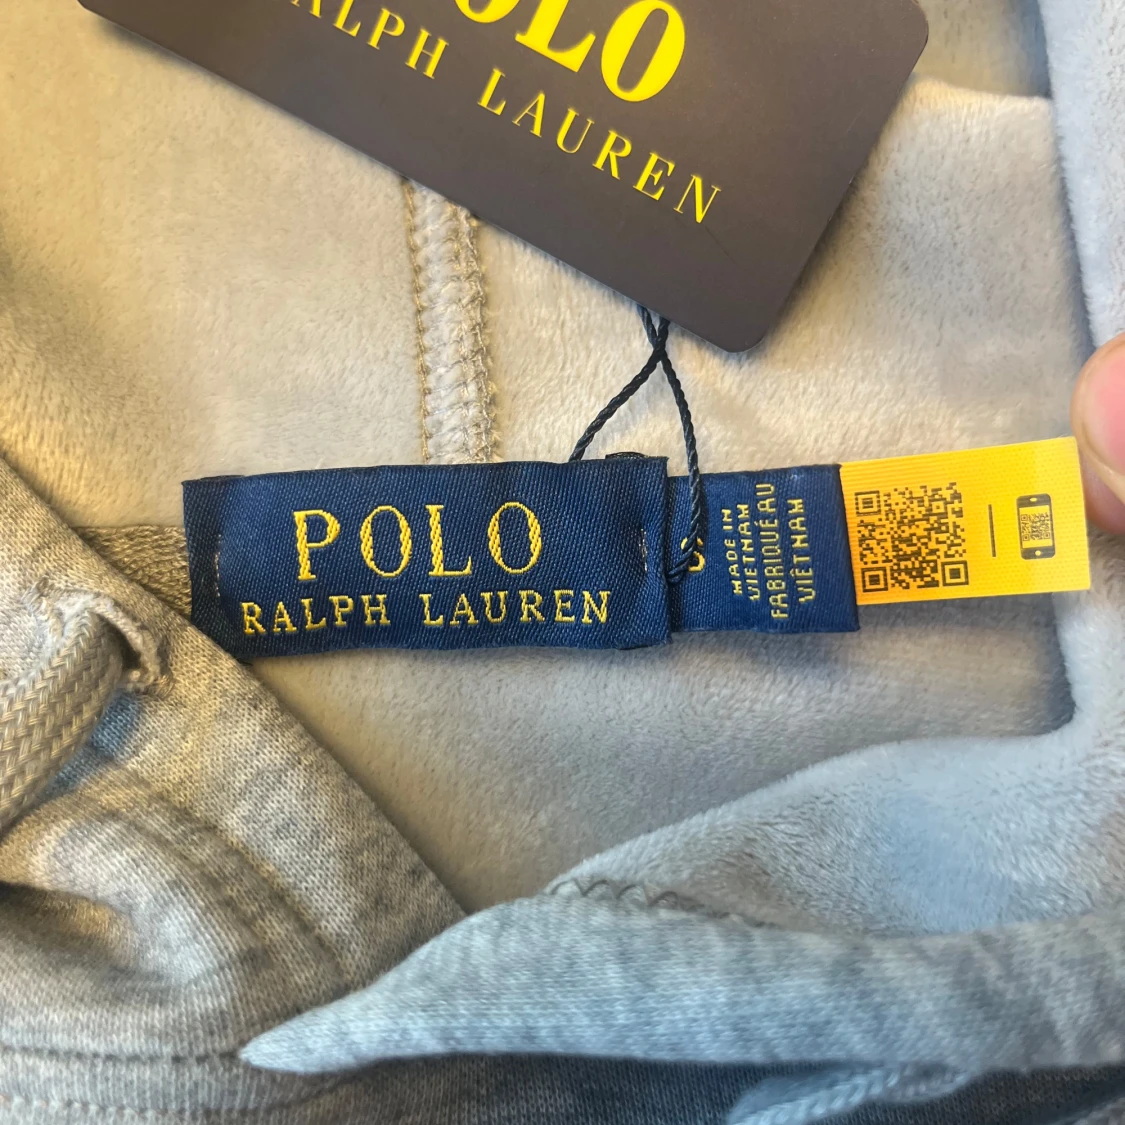 POLO
RALPH LAUREN
POLO
RALPH LAUREN
MADE IN
VIETNAM
FABRIQUÉ AU
VIÊTNAM